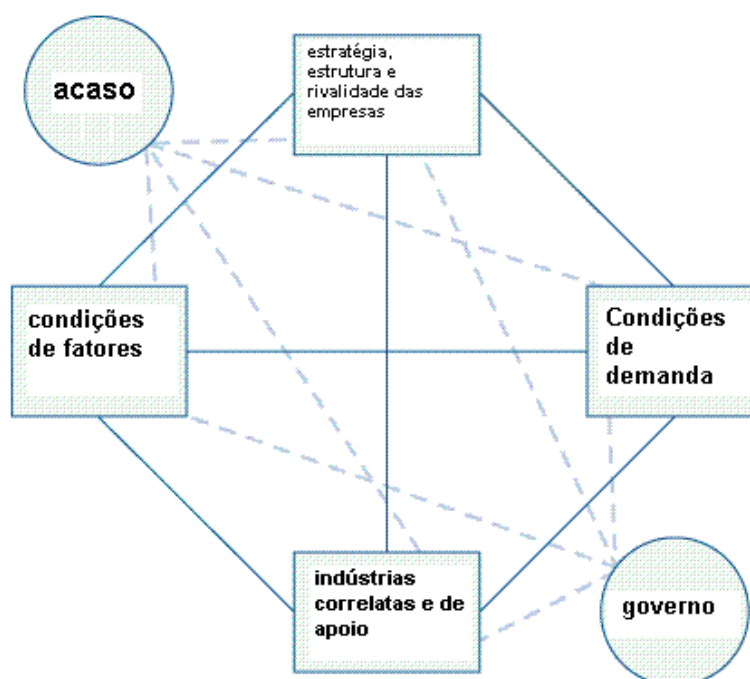 acaso
estratégia,
estrutura e
rivalidade das
empresas
condições
de fatores
Condições
de
demanda
indústrias
correlatas e de
apoio
governo